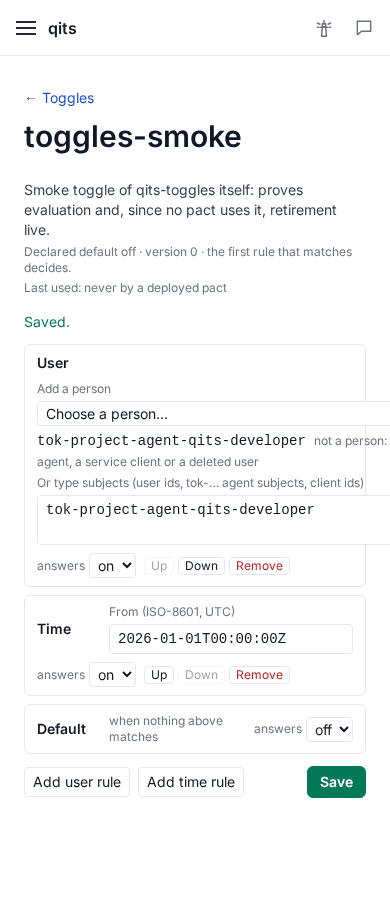 qits
← Toggles
toggles-smoke
Smoke toggle of qits-toggles itself: proves
evaluation and, since no pact uses it, retirement
live.
Declared default off · version 0 · the first rule that matches
decides.
Last used: never by a deployed pact
Saved.
User
Add a person
Choose a person...
tok-project-agent-qits-developer not a person:
agent, a service client or a deleted user
Or type subjects (user ids, tok-… agent subjects, client ids)
tok-project-agent-qits-developer
answers on Up Down Remove
From (ISO-8601, UTC)
Time
2026-01-01T00:00:00Z
answers on Up Down Remove
Default when nothing above
matches answers off
Add user rule Add time rule Save